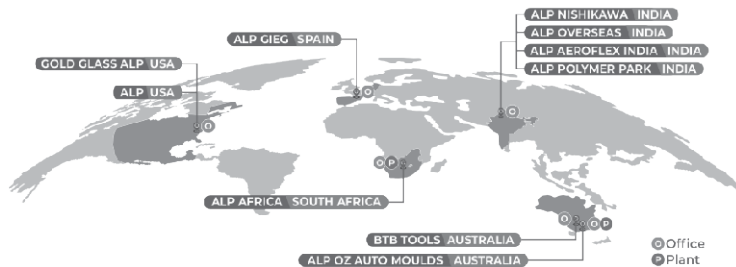 ALP NISHIKAWA INDIA
ALP OVERSEAS INDIA
ALP AEROFLEX INDIA INDIA
ALP POLYMER PARK INDIA
ALP GIEG SPAIN
GOLD GLASS ALP USA
ALP USA
O
O
O
O P
ALP AFRICA SOUTH AFRICA
O
O P
BTB TOOLS AUSTRALIA
ALP OZ AUTO MOULDS AUSTRALIA
O Office
P Plant